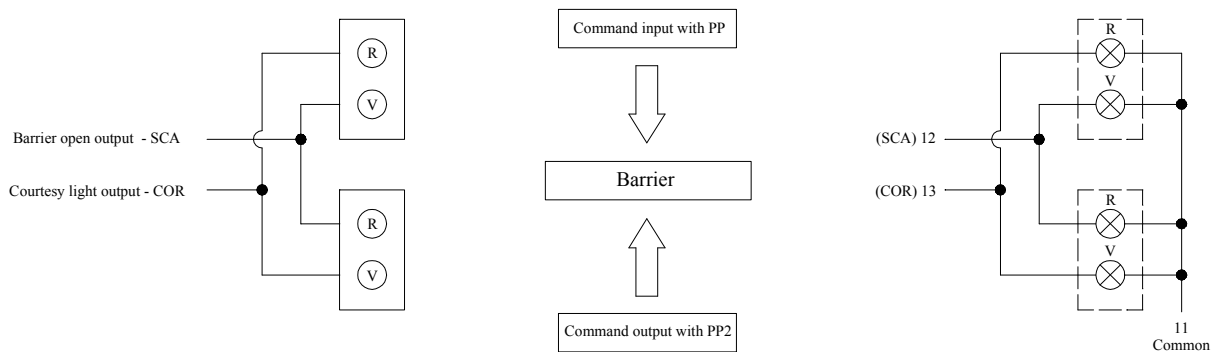 R
V
Barrier open output - SCA
Courtesy light output - COR
R
V
Command input with PP
Barrier
Command output with PP2
R
V
(SCA) 12
(COR) 13
R
V
11
Common